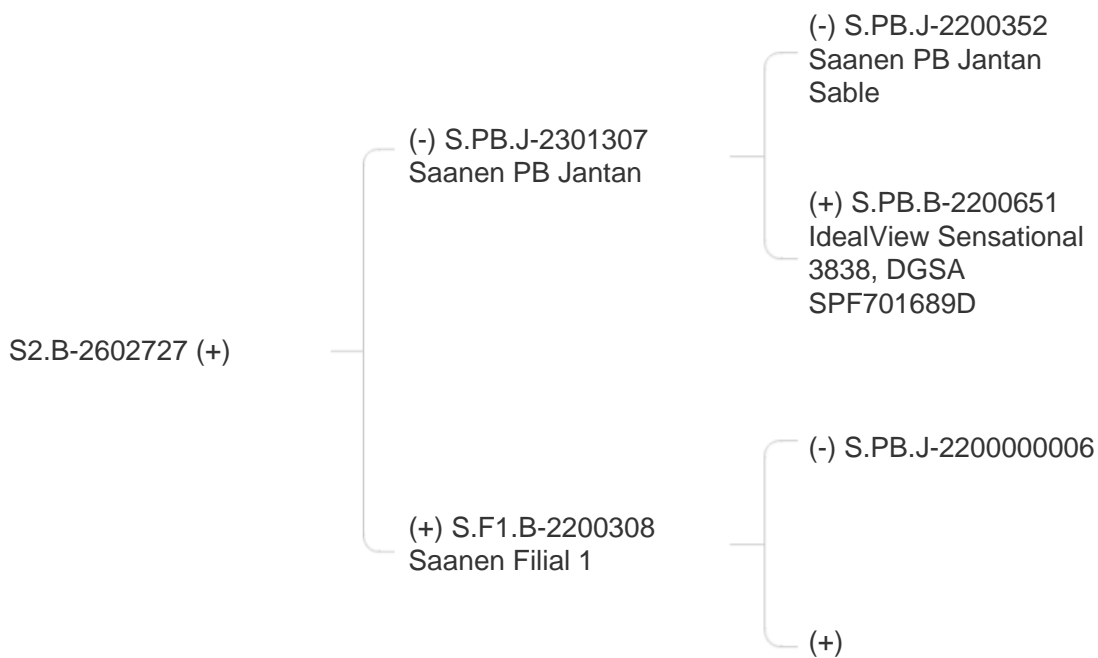 (-) S.PB.J-2200352
Saanen PB Jantan
Sable
(-) S.PB.J-2301307
Saanen PB Jantan
(+) S.PB.B-2200651
IdealView Sensational
3838, DGSA
SPF701689D
S2.B-2602727 (+)
(-) S.PB.J-2200000006
(+) S.F1.B-2200308
Saanen Filial 1
(+)